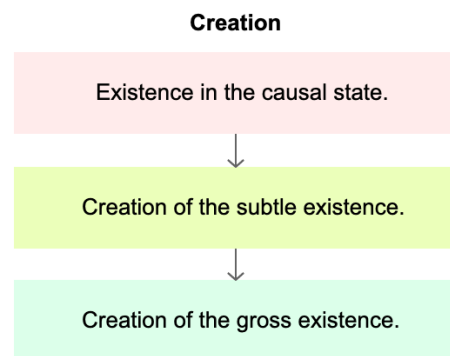 Creation
Existence in the causal state.
Creation of the subtle existence.
Creation of the gross existence.